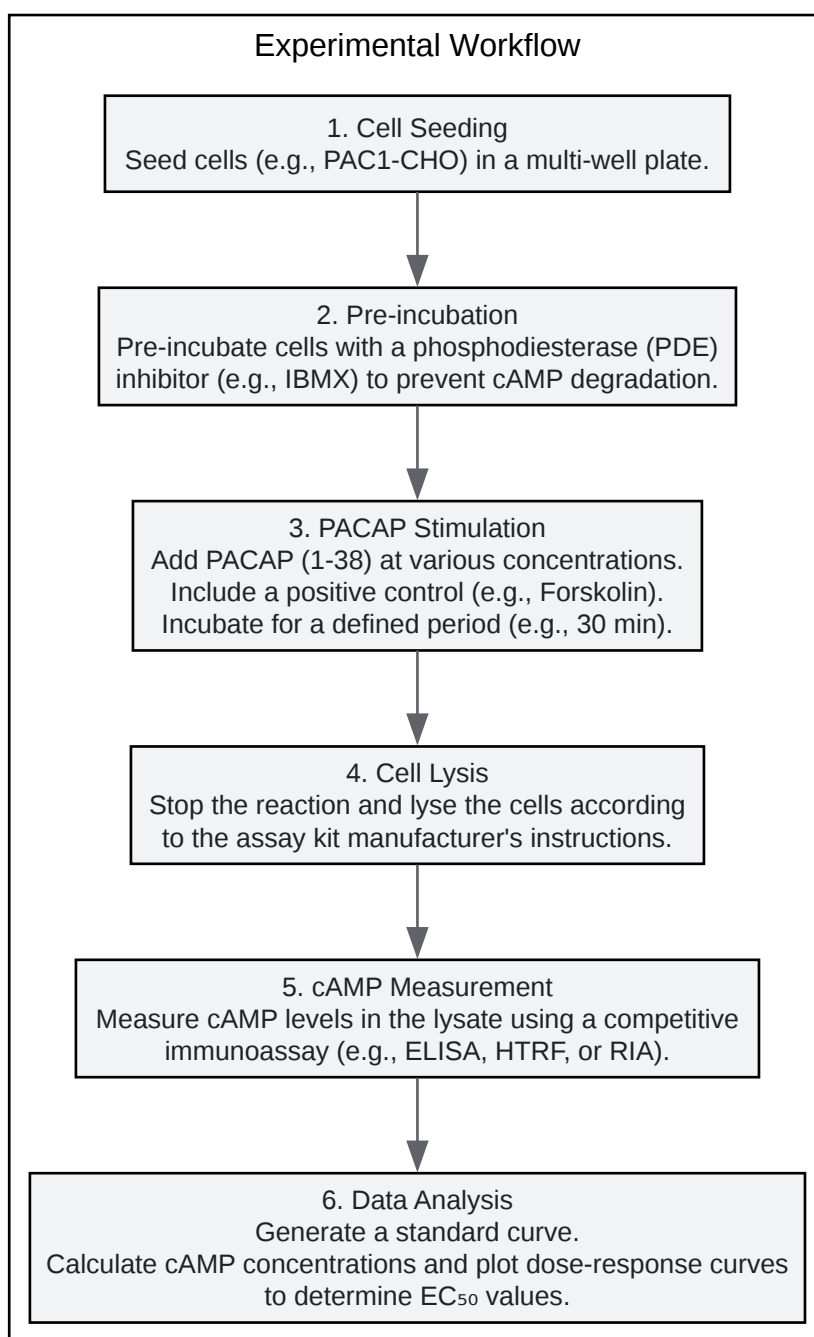 Experimental Workflow
1. Cell Seeding
Seed cells (e.g., PAC1-CHO) in a multi-well plate.
2. Pre-incubation
Pre-incubate cells with a phosphodiesterase (PDE)
inhibitor (e.g., IBMX) to prevent cAMP degradation.
3. PACAP Stimulation
Add PACAP (1-38) at various concentrations.
Include a positive control (e.g., Forskolin).
Incubate for a defined period (e.g., 30 min).
4. Cell Lysis
Stop the reaction and lyse the cells according
to the assay kit manufacturer's instructions.
5. cAMP Measurement
Measure cAMP levels in the lysate using a competitive
immunoassay (e.g., ELISA, HTRF, or RIA).
6. Data Analysis
Generate a standard curve.
Calculate cAMP concentrations and plot dose-response curves
to determine EC₅₀ values.